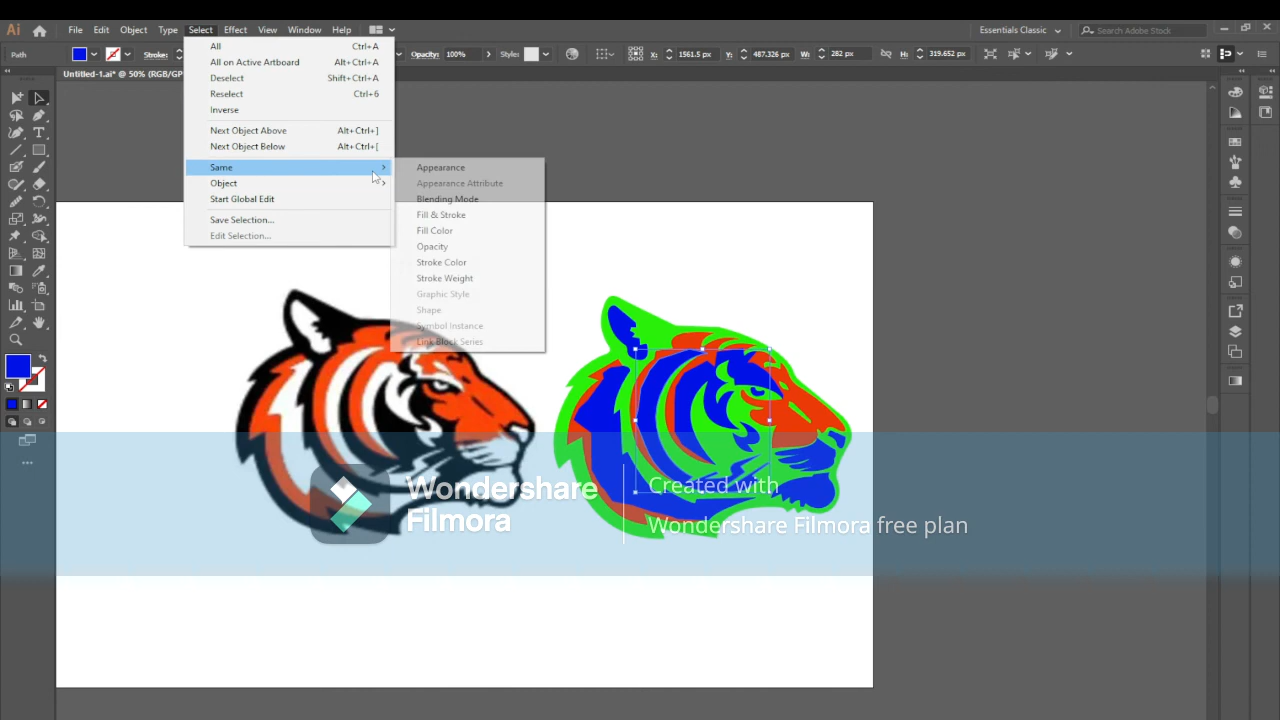 Ai File Edit Object Type Select Effect View Window Help Essentials Classic Search Adobe Stock
Path Stroke: Opacity: 100% Style: X: 1561.5 px Y: 487.326 px W: 282 px H: 319.652 px
Untitled-1.ai* @ 50% (RGB/GP
All Ctrl+A
All on Active Artboard Alt+Ctrl+A
Deselect Shift+Ctrl+A
Reselect Ctrl+6
Inverse
Next Object Above Alt+Ctrl+]
Next Object Below Alt+Ctrl+[
Same
Object
Start Global Edit
Save Selection...
Edit Selection...
Appearance
Appearance Attribute
Blending Mode
Fill & Stroke
Fill Color
Opacity
Stroke Color
Stroke Weight
Graphic Style
Shape
Symbol Instance
Link Block Series
Wondershare
Filmora
Created with
Wondershare Filmora free plan